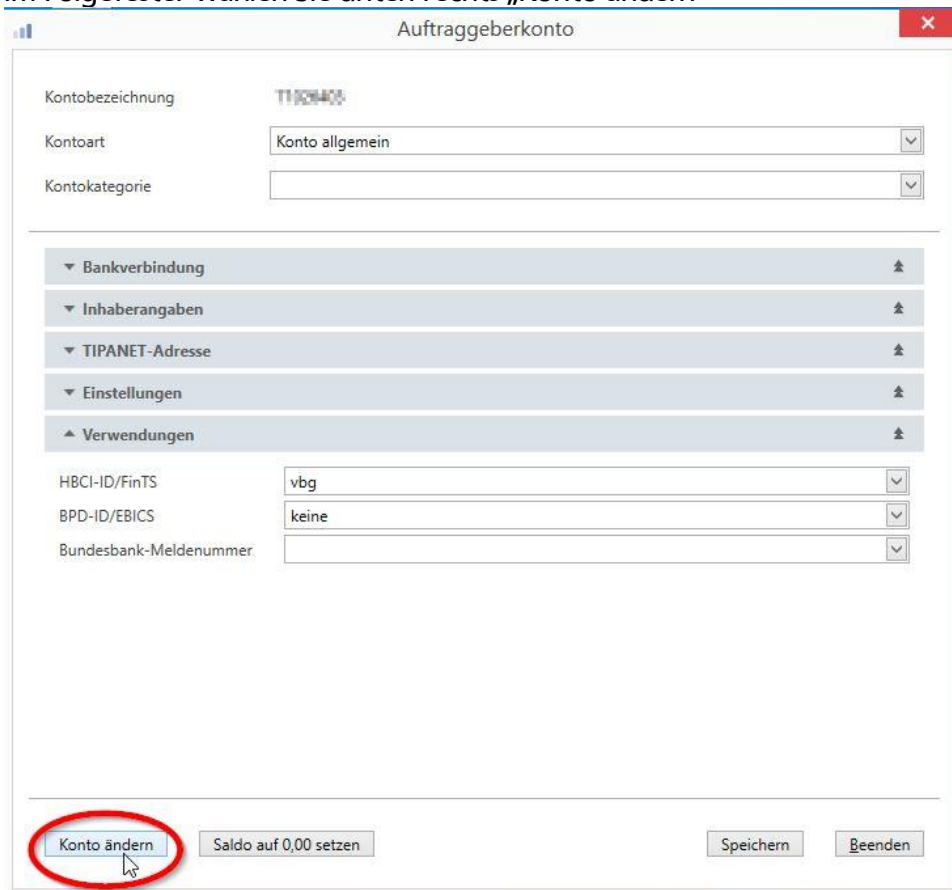 Auftraggeberkonto
Kontobezeichnung
Kontoart Konto allgemein
Kontokategorie
Bankverbindung
Inhaberangaben
TIPANET-Adresse
Einstellungen
Verwendungen
HBCI-ID/FinTS vbg
BPD-ID/EBICS keine
Bundesbank-Meldenummer
Konto ändern Saldo auf 0,00 setzen Speichern Beenden